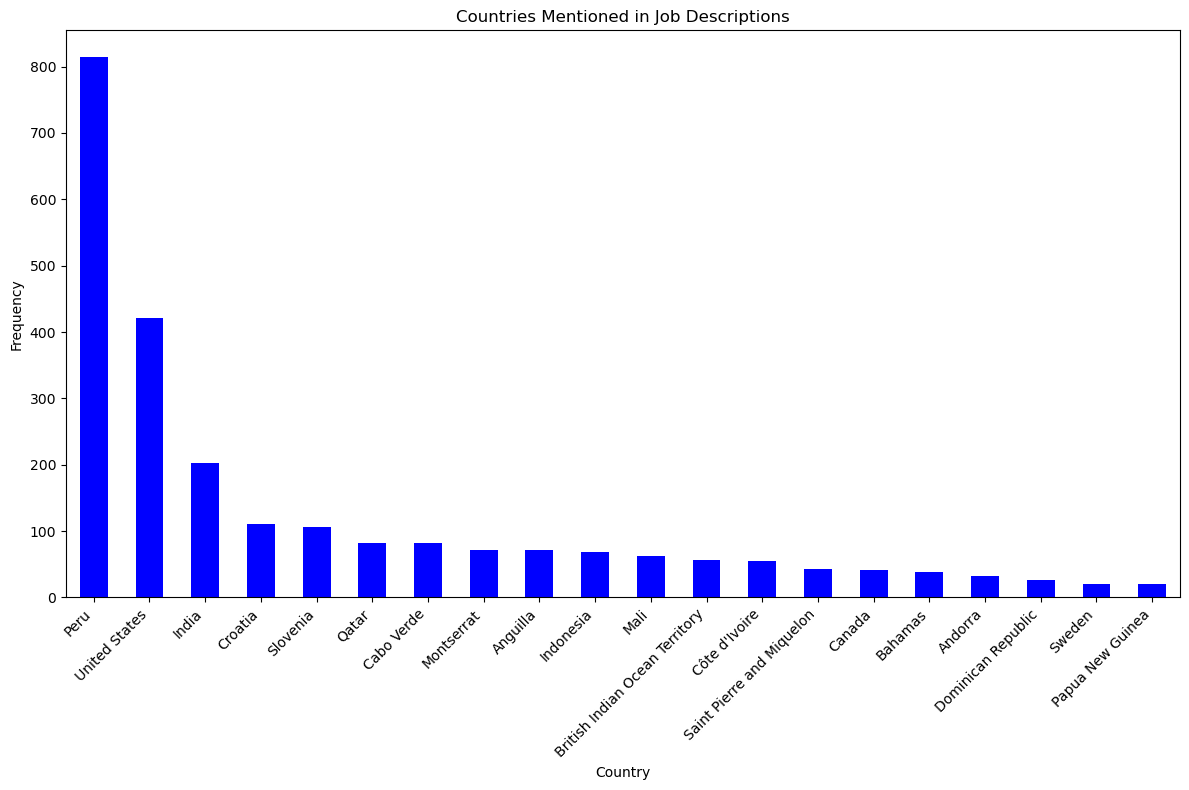 Countries Mentioned in Job Descriptions
Frequency
800
700
600
500
400
300
200
100
0
Peru
United States
India
Croatia
Slovenia
Qatar
Cabo Verde
Montserrat
Anguilla
Indonesia
Mali
British Indian Ocean Territory
Côte d'Ivoire
Saint Pierre and Miquelon
Canada
Bahamas
Andorra
Dominican Republic
Sweden
Papua New Guinea
Country